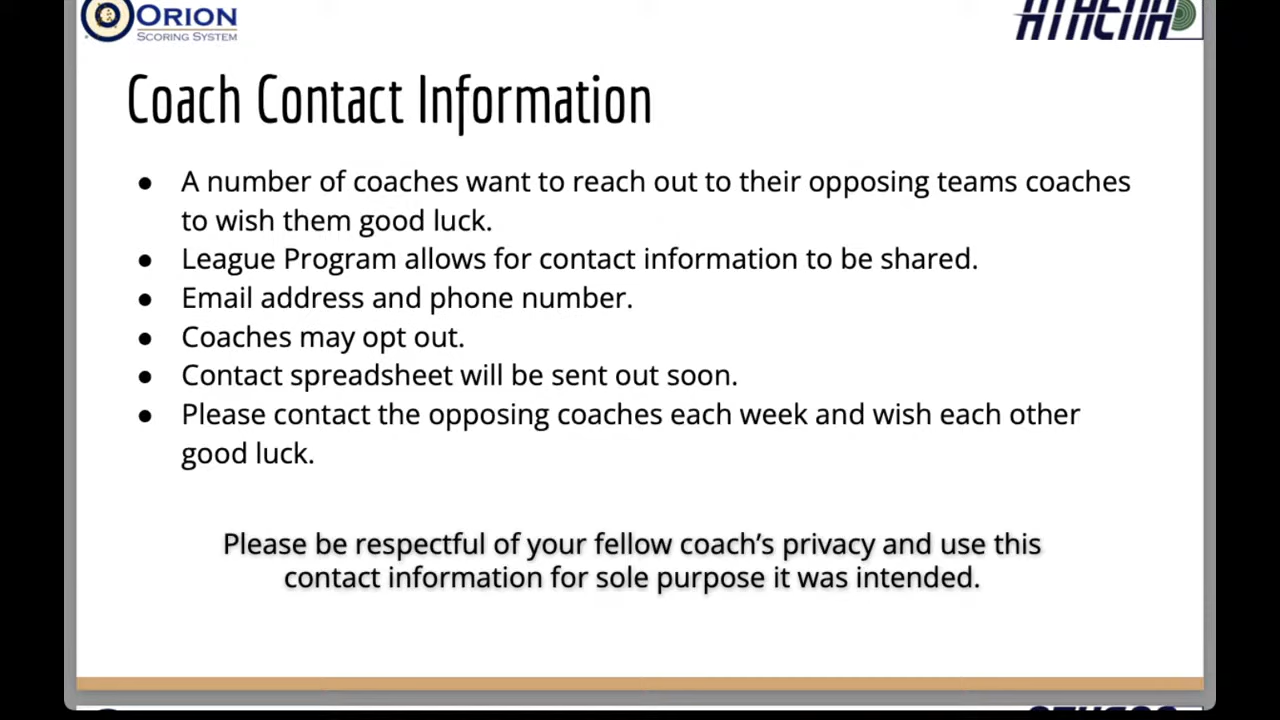 ORION
SCORING SYSTEM
ATHENA
Coach Contact Information
● A number of coaches want to reach out to their opposing teams coaches
to wish them good luck.
● League Program allows for contact information to be shared.
● Email address and phone number.
● Coaches may opt out.
● Contact spreadsheet will be sent out soon.
● Please contact the opposing coaches each week and wish each other
good luck.
Please be respectful of your fellow coach’s privacy and use this
contact information for sole purpose it was intended.